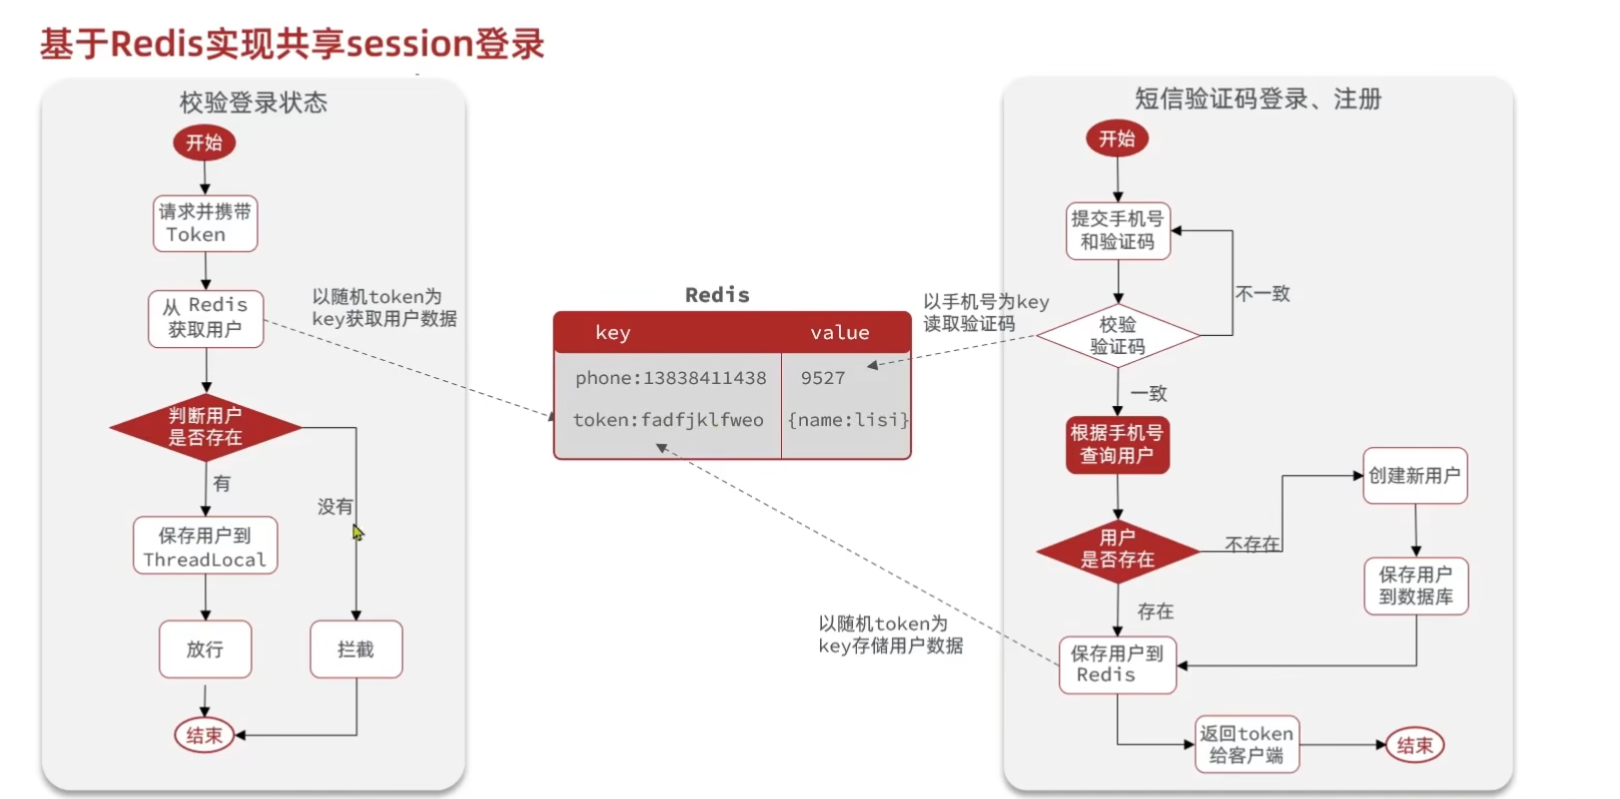 基于Redis实现共享session登录
校验登录状态
开始
请求并携带
Token
从 Redis
获取用户
以随机token为
key获取用户数据
判断用户
是否存在
有
没有
保存用户到
ThreadLocal
放行
拦截
结束
Redis
key value
phone:13838411438 9527
token:fadfjklfweo {name:lisi}
以手机号为key
读取验证码
以随机token为
key存储用户数据
短信验证码登录、注册
开始
提交手机号
和验证码
不一致
校验
验证码
一致
根据手机号
查询用户
用户
是否存在
不存在
创建新用户
保存用户
到数据库
存在
保存用户到
Redis
返回token
给客户端
结束